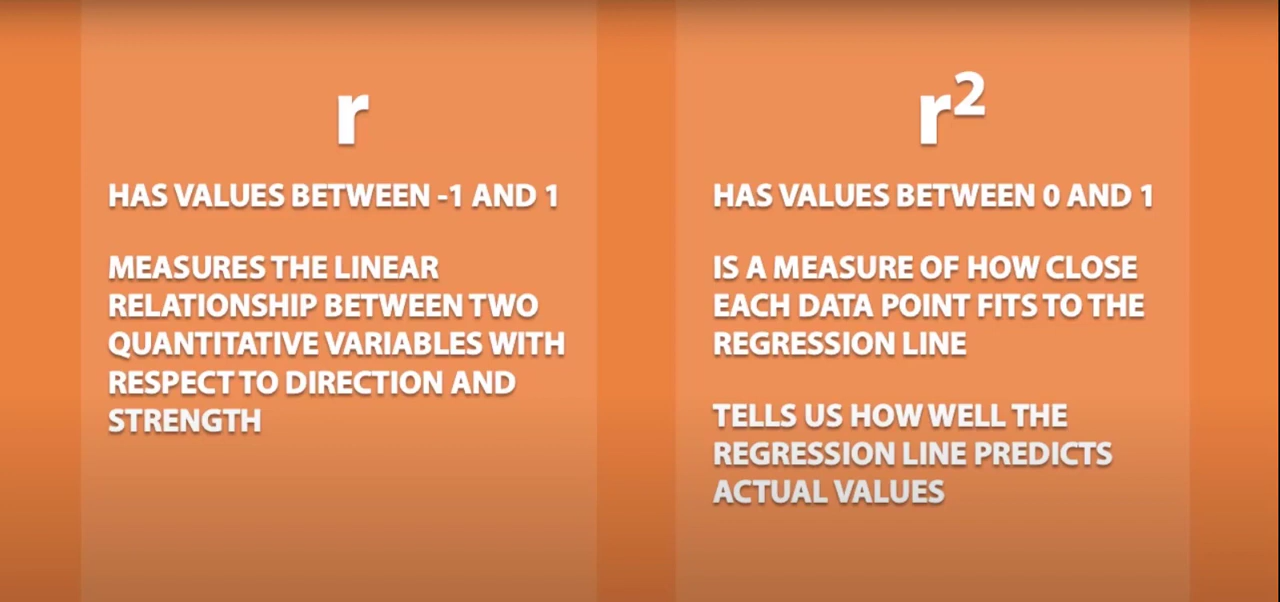 r
HAS VALUES BETWEEN -1 AND 1
MEASURES THE LINEAR
RELATIONSHIP BETWEEN TWO
QUANTITATIVE VARIABLES WITH
RESPECT TO DIRECTION AND
STRENGTH
r²
HAS VALUES BETWEEN 0 AND 1
IS A MEASURE OF HOW CLOSE
EACH DATA POINT FITS TO THE
REGRESSION LINE
TELLS US HOW WELL THE
REGRESSION LINE PREDICTS
ACTUAL VALUES